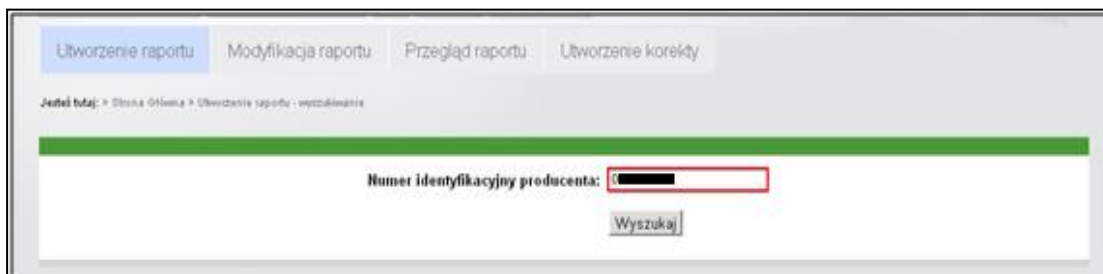 Utworzenie raportu Modyfikacja raportu Przegląd raportu Utworzenie korekty
Jesteś tutaj: > Strona Główna > Utworzenie raportu - wyszukiwanie
Numer identyfikacyjny producenta: 0
Wyszukaj